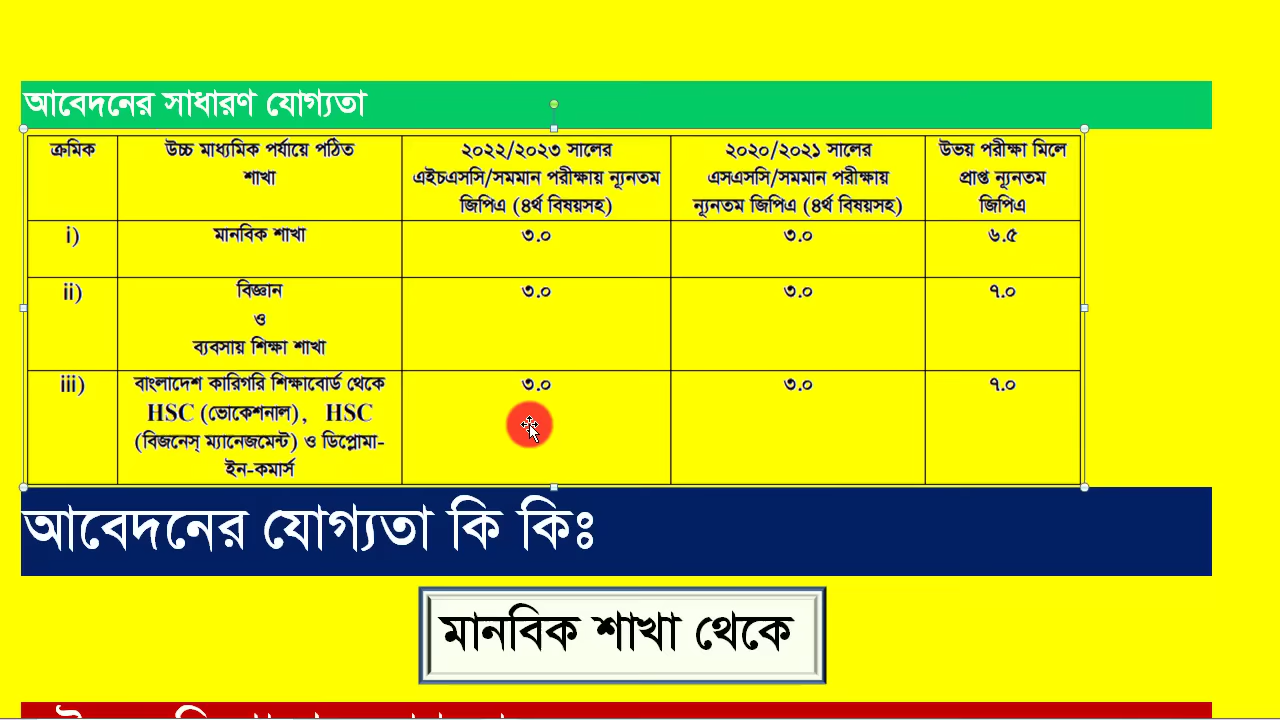 আবেদনের সাধারণ যোগ্যতা
ক্রমিক
উচ্চ মাধ্যমিক পর্যায়ে পঠিত
শাখা
২০২২/২০২৩ সালের
এইচএসসি/সমমান পরীক্ষায় ন্যূনতম
জিপিএ (৪র্থ বিষয়সহ)
২০২০/২০২১ সালের
এসএসসি/সমমান পরীক্ষায়
ন্যূনতম জিপিএ (৪র্থ বিষয়সহ)
উভয় পরীক্ষা মিলে
প্রাপ্ত ন্যূনতম
জিপিএ
i)
মানবিক শাখা
৩.০
৩.০
৬.৫
ii)
বিজ্ঞান
ও
ব্যবসায় শিক্ষা শাখা
৩.০
৩.০
৭.০
iii)
বাংলাদেশ কারিগরি শিক্ষাবোর্ড থেকে
HSC (ভোকেশনাল), HSC
(বিজনেস্ ম্যানেজমেন্ট) ও ডিপ্লোমা-
ইন-কমার্স
৩.০
৩.০
৭.০
আবেদনের যোগ্যতা কি কিঃ
মানবিক শাখা থেকে